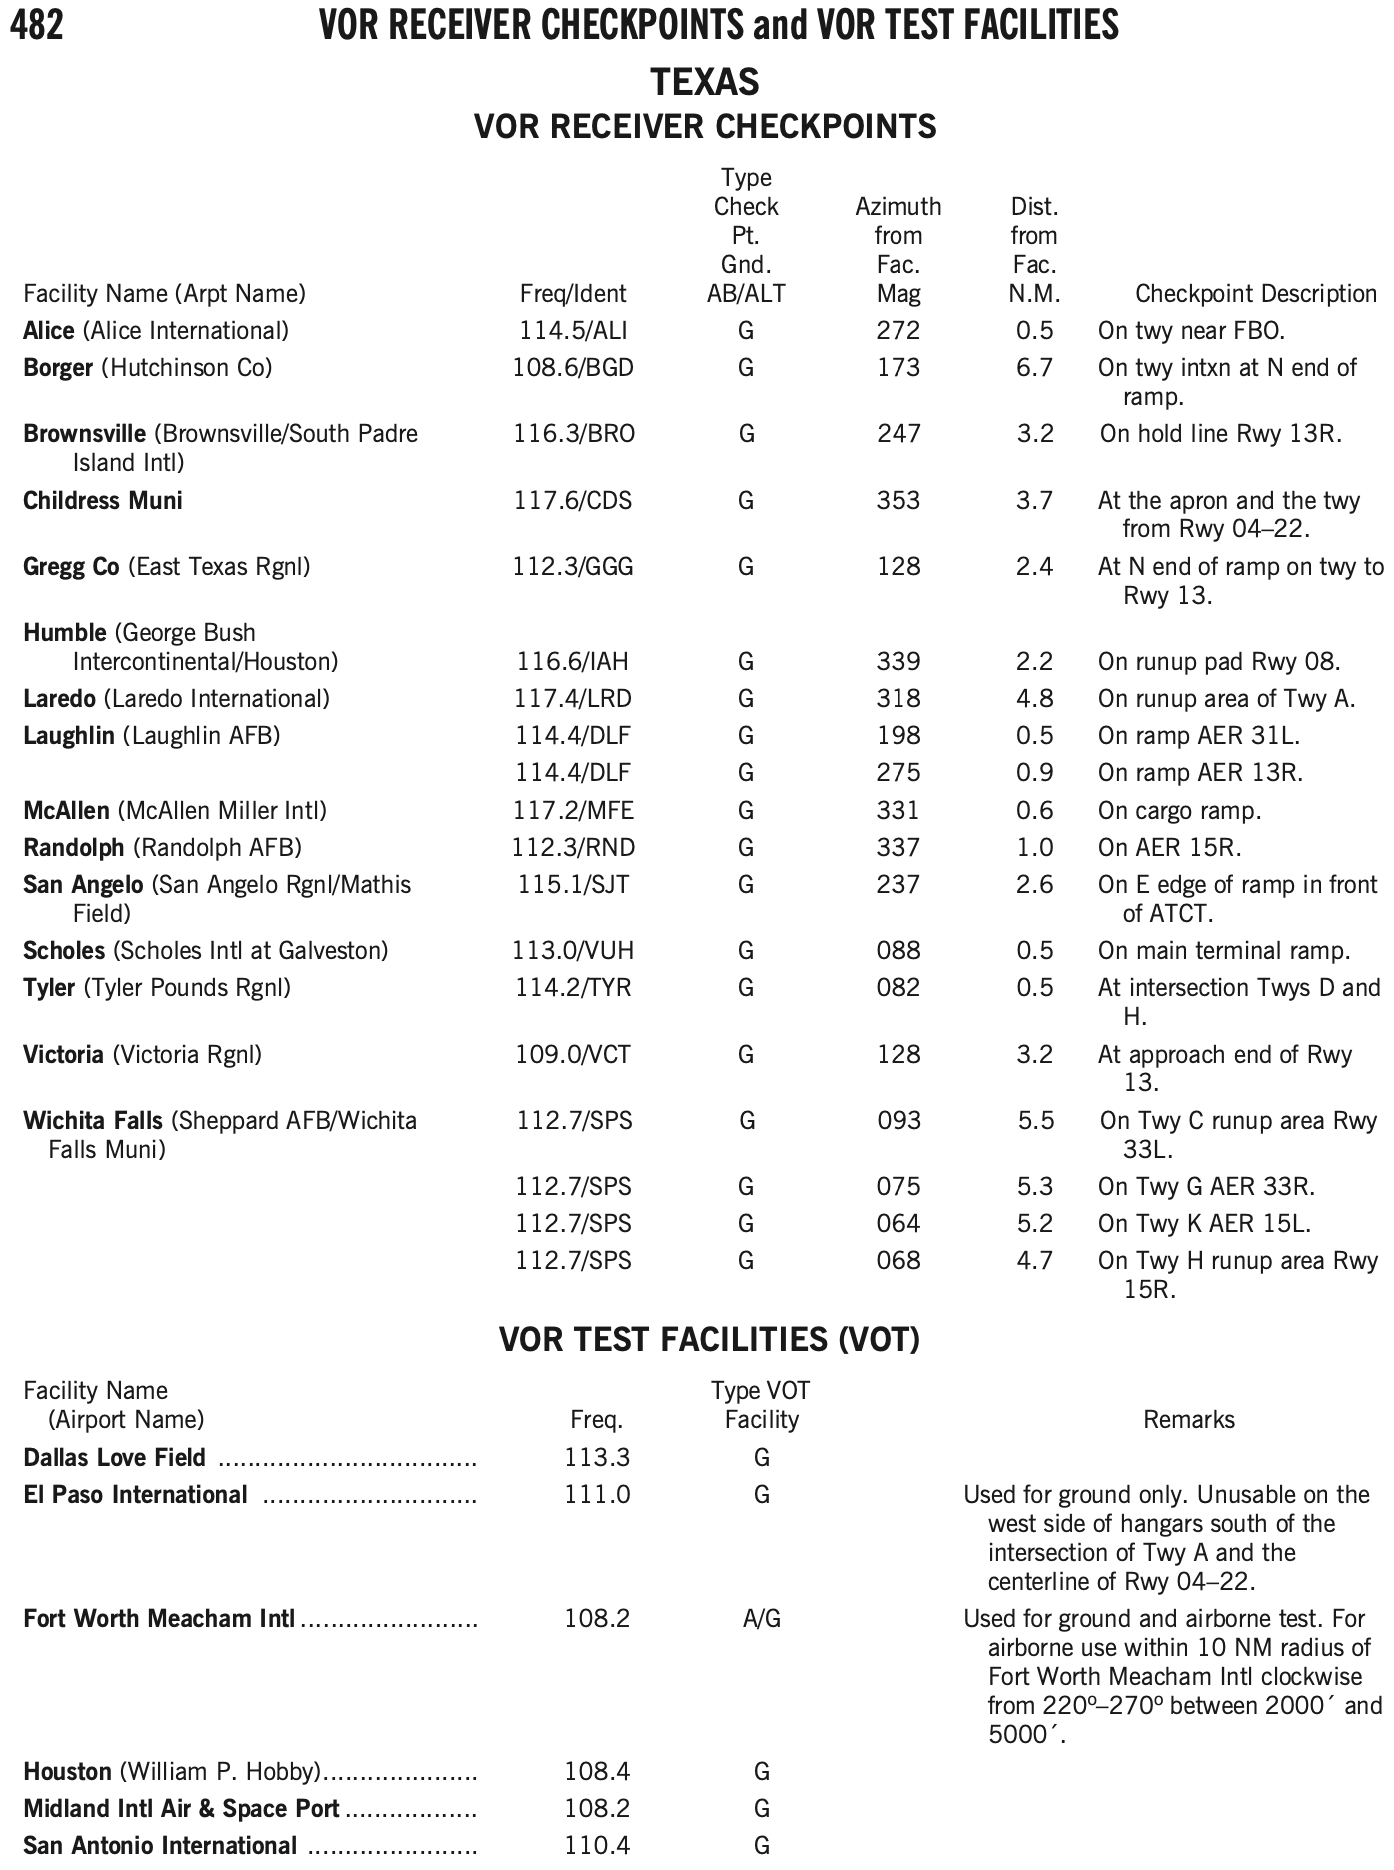 482 VOR RECEIVER CHECKPOINTS and VOR TEST FACILITIES
TEXAS
VOR RECEIVER CHECKPOINTS
Type
Check Azimuth Dist.
Pt. from from
Gnd. Fac. Fac.
Facility Name (Arpt Name) Freq/Ident AB/ALT Mag N.M. Checkpoint Description
Alice (Alice International) 114.5/ALI G 272 0.5 On twy near FBO.
Borger (Hutchinson Co) 108.6/BGD G 173 6.7 On twy intxn at N end of
ramp.
Brownsville (Brownsville/South Padre 116.3/BRO G 247 3.2 On hold line Rwy 13R.
Island Intl)
Childress Muni 117.6/CDS G 353 3.7 At the apron and the twy
from Rwy 04–22.
Gregg Co (East Texas Rgnl) 112.3/GGG G 128 2.4 At N end of ramp on twy to
Rwy 13.
Humble (George Bush
Intercontinental/Houston) 116.6/IAH G 339 2.2 On runup pad Rwy 08.
Laredo (Laredo International) 117.4/LRD G 318 4.8 On runup area of Twy A.
Laughlin (Laughlin AFB) 114.4/DLF G 198 0.5 On ramp AER 31L.
114.4/DLF G 275 0.9 On ramp AER 13R.
McAllen (McAllen Miller Intl) 117.2/MFE G 331 0.6 On cargo ramp.
Randolph (Randolph AFB) 112.3/RND G 337 1.0 On AER 15R.
San Angelo (San Angelo Rgnl/Mathis 115.1/SJT G 237 2.6 On E edge of ramp in front
Field) of ATCT.
Scholes (Scholes Intl at Galveston) 113.0/VUH G 088 0.5 On main terminal ramp.
Tyler (Tyler Pounds Rgnl) 114.2/TYR G 082 0.5 At intersection Twys D and
H.
Victoria (Victoria Rgnl) 109.0/VCT G 128 3.2 At approach end of Rwy
13.
Wichita Falls (Sheppard AFB/Wichita 112.7/SPS G 093 5.5 On Twy C runup area Rwy
Falls Muni) 33L.
112.7/SPS G 075 5.3 On Twy G AER 33R.
112.7/SPS G 064 5.2 On Twy K AER 15L.
112.7/SPS G 068 4.7 On Twy H runup area Rwy
15R.
VOR TEST FACILITIES (VOT)
Facility Name Type VOT
(Airport Name) Freq. Facility Remarks
Dallas Love Field ................................... 113.3 G
El Paso International ............................. 111.0 G Used for ground only. Unusable on the
west side of hangars south of the
intersection of Twy A and the
centerline of Rwy 04–22.
Fort Worth Meacham Intl ........................ 108.2 A/G Used for ground and airborne test. For
airborne use within 10 NM radius of
Fort Worth Meacham Intl clockwise
from 220º–270º between 2000´ and
5000´.
Houston (William P. Hobby)..................... 108.4 G
Midland Intl Air & Space Port .................. 108.2 G
San Antonio International ....................... 110.4 G